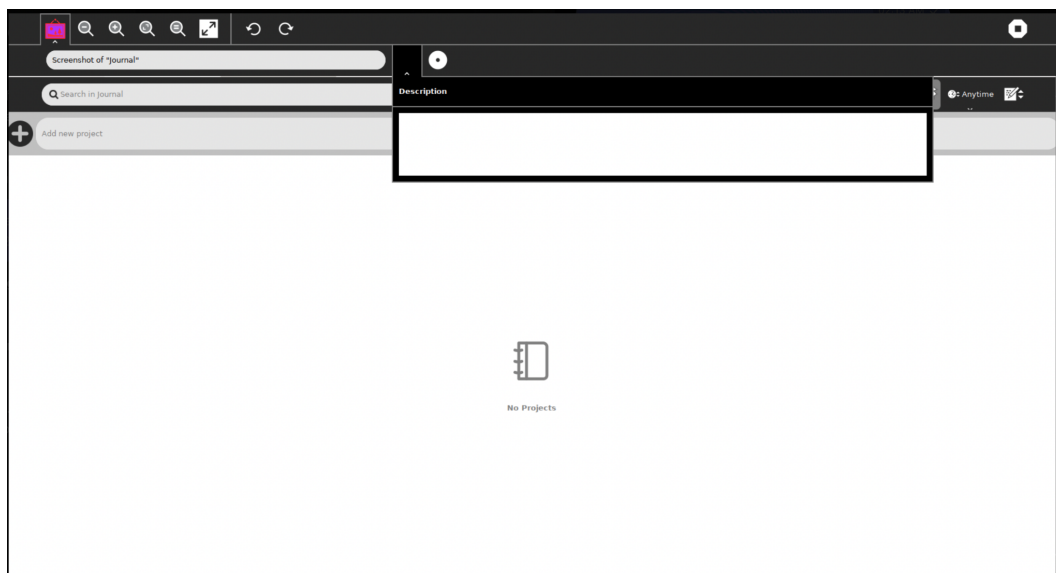 Screenshot of "Journal"
Search in Journal
Description
Anytime
Add new project
No Projects